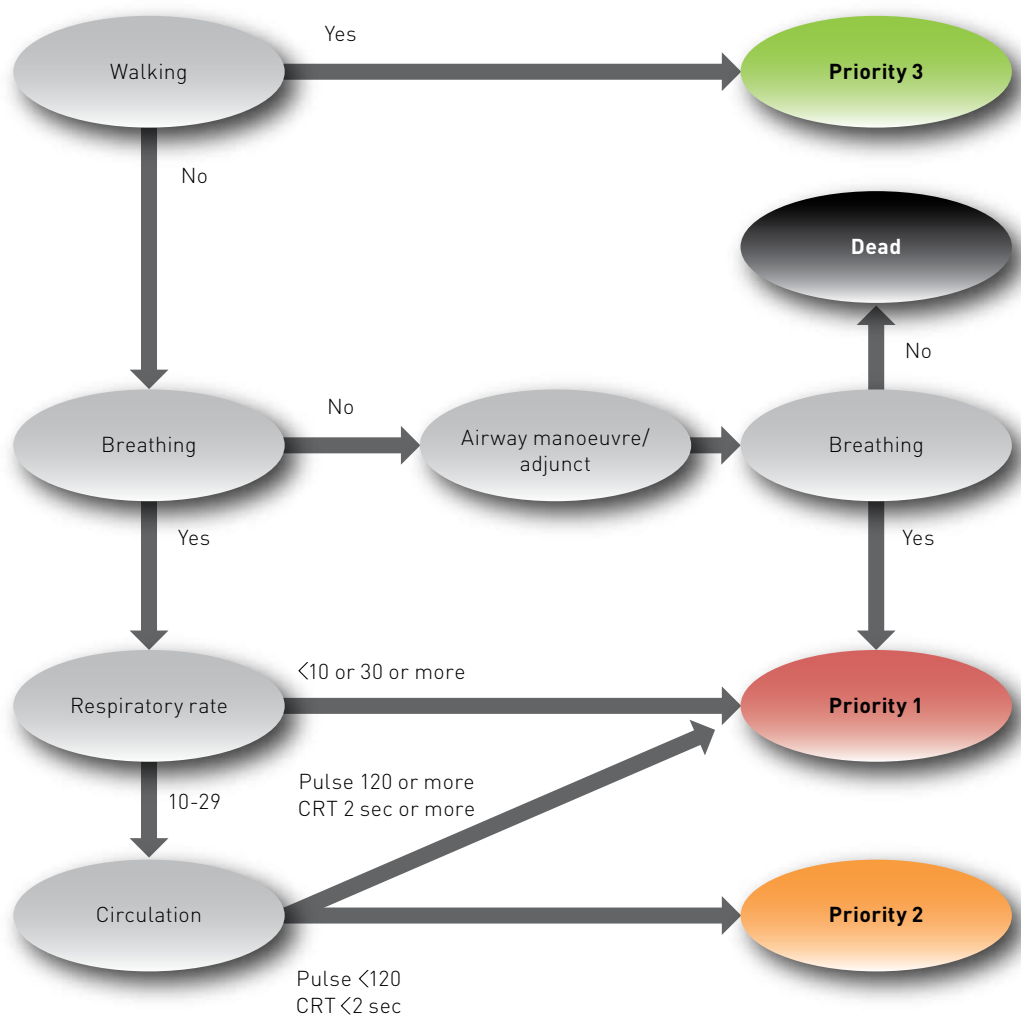 Walking
Yes
Priority 3
No
Dead
No
Breathing
No
Airway manoeuvre/
adjunct
Breathing
Yes
Yes
Respiratory rate
<10 or 30 or more
Priority 1
10-29
Pulse 120 or more
CRT 2 sec or more
Circulation
Priority 2
Pulse <120
CRT <2 sec